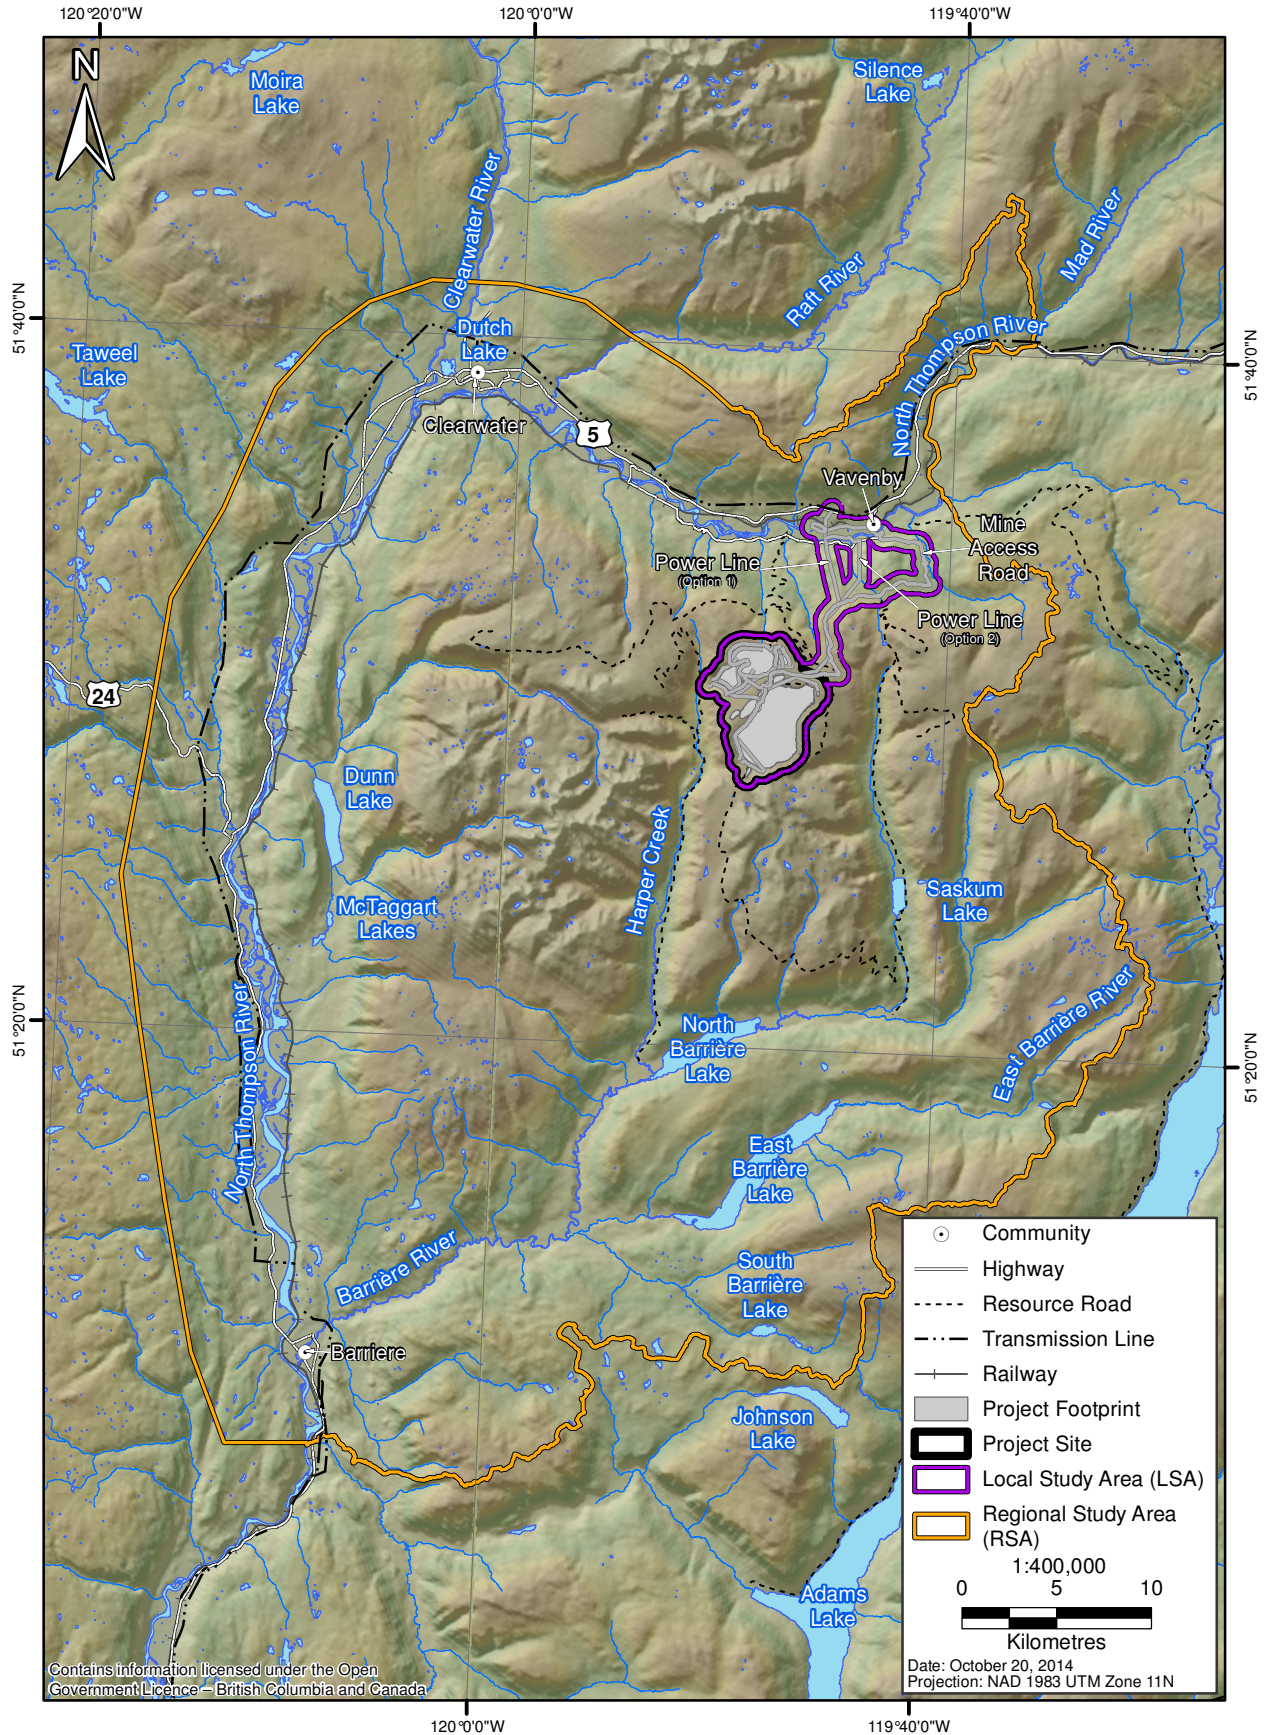 120°20'0"W
120°0'0"W
119°40'0"W
N
Moira
Lake
Silence
Lake
Clearwater River
Mad River
Raft River
51°40'0"N
Dutch
Lake
North Thompson River
Taweel
Lake
51°40'0"N
Clearwater
5
Vavenby
Mine
Access
Road
Power Line
(Option 1)
Power Line
(Option 2)
24
Dunn
Lake
Harper Creek
Saskum
Lake
McTaggart
Lakes
North Thompson River
51°20'0"N
North
Barrière
Lake
East Barrière River
51°20'0"N
East
Barrière
Lake
Barrière River
South
Barrière
Lake
Barriere
Johnson
Lake
Adams
Lake
Community
Highway
Resource Road
Transmission Line
Railway
Project Footprint
Project Site
Local Study Area (LSA)
Regional Study Area
(RSA)
1:400,000
0 5 10
Kilometres
Date: October 20, 2014
Projection: NAD 1983 UTM Zone 11N
Contains information licensed under the Open
Government Licence – British Columbia and Canada
120°0'0"W
119°40'0"W